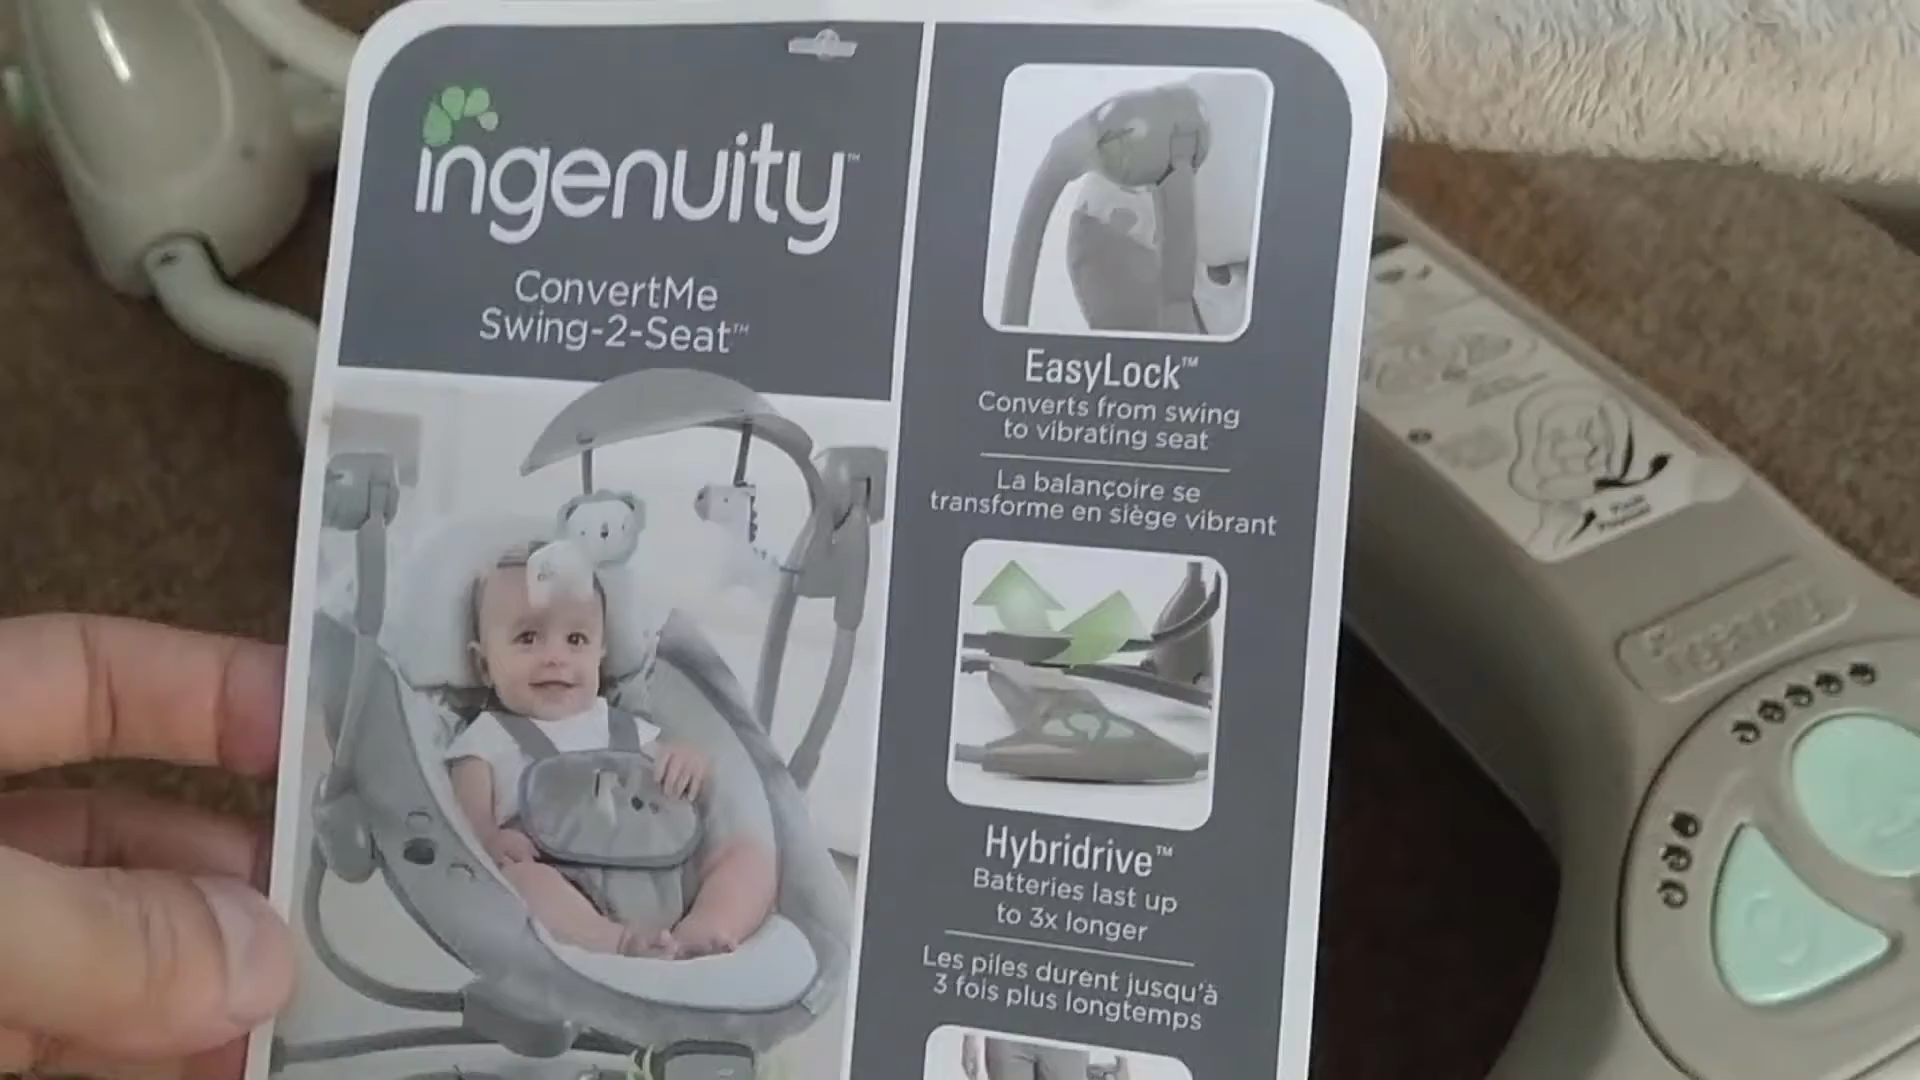 ingenuity™
ConvertMe
Swing-2-Seat™
EasyLock™
Converts from swing
to vibrating seat
La balançoire se
transforme en siège vibrant
Hybridrive™
Batteries last up
to 3x longer
Les piles durent jusqu'à
3 fois plus longtemps
ingenuity